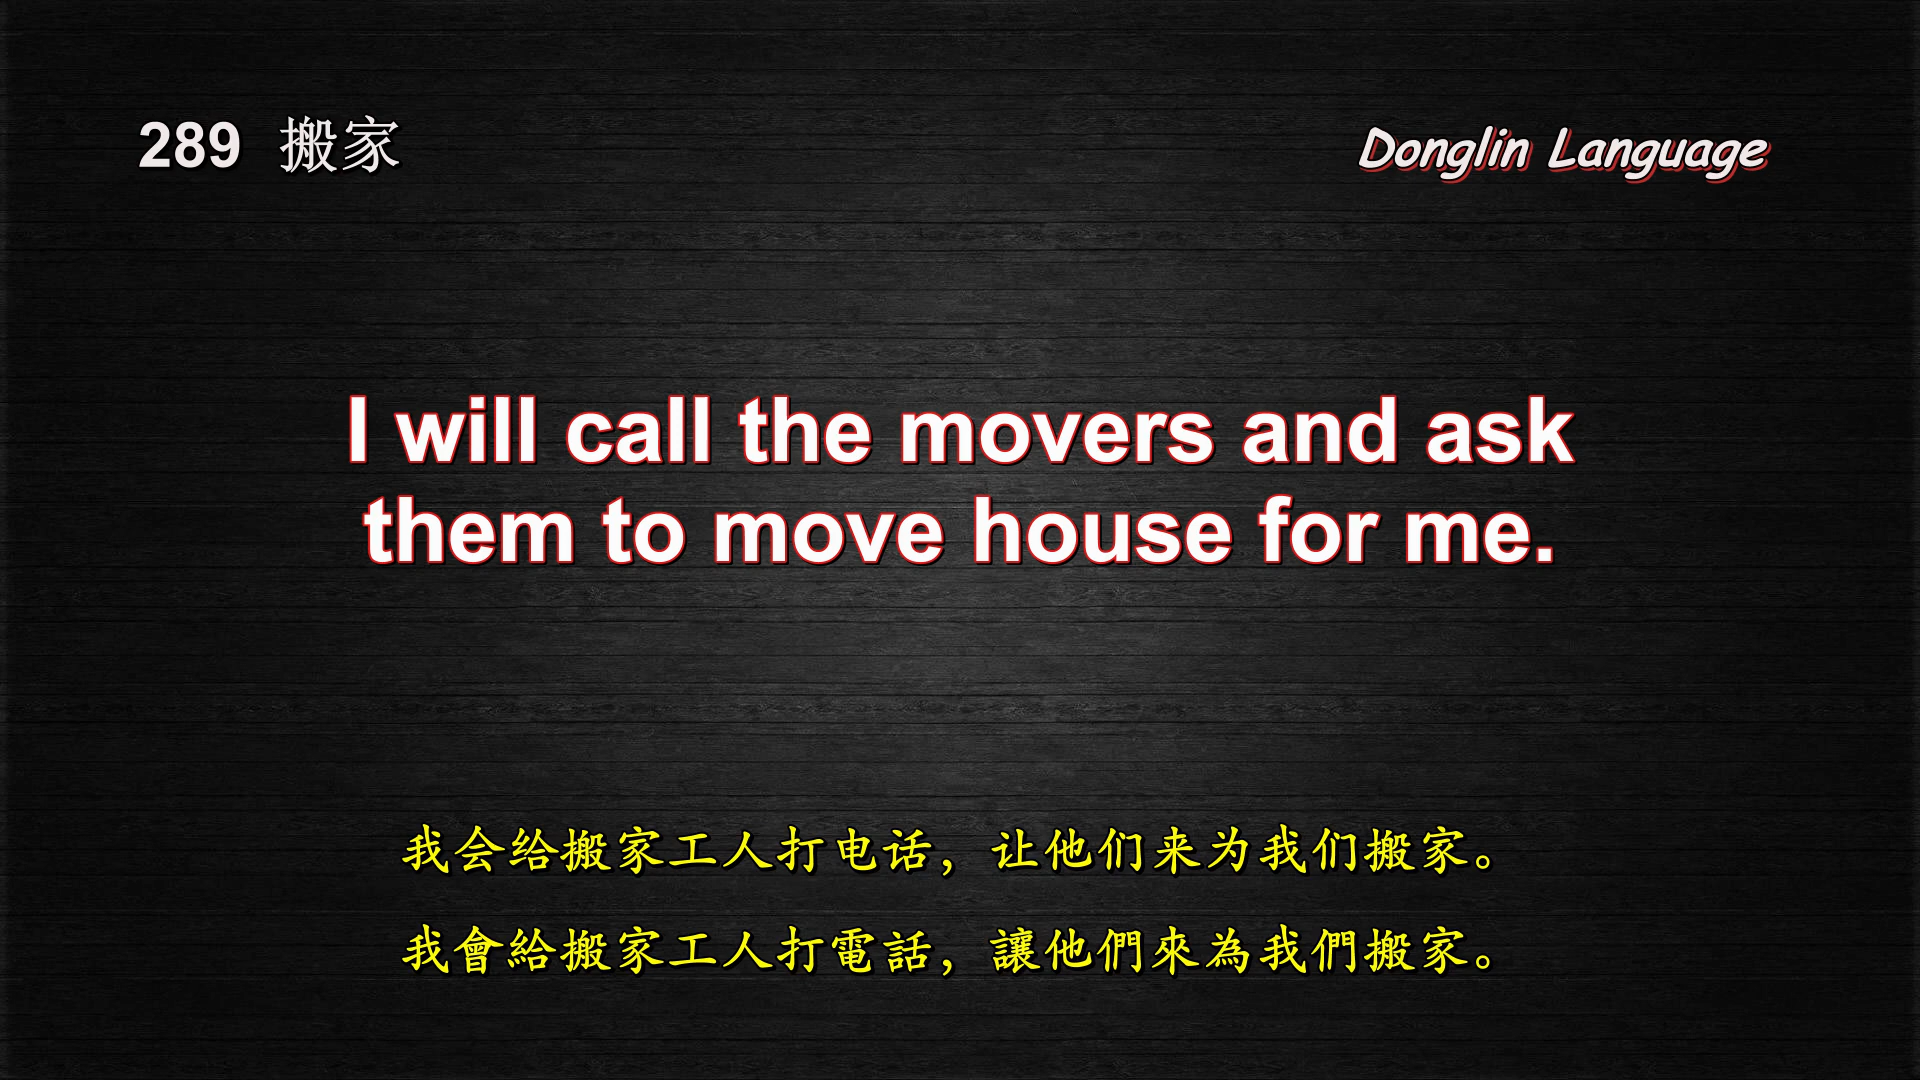 289 搬家
Donglin Language
I will call the movers and ask
them to move house for me.
我会给搬家工人打电话，让他们来为我们搬家。
我會給搬家工人打電話，讓他們來為我們搬家。